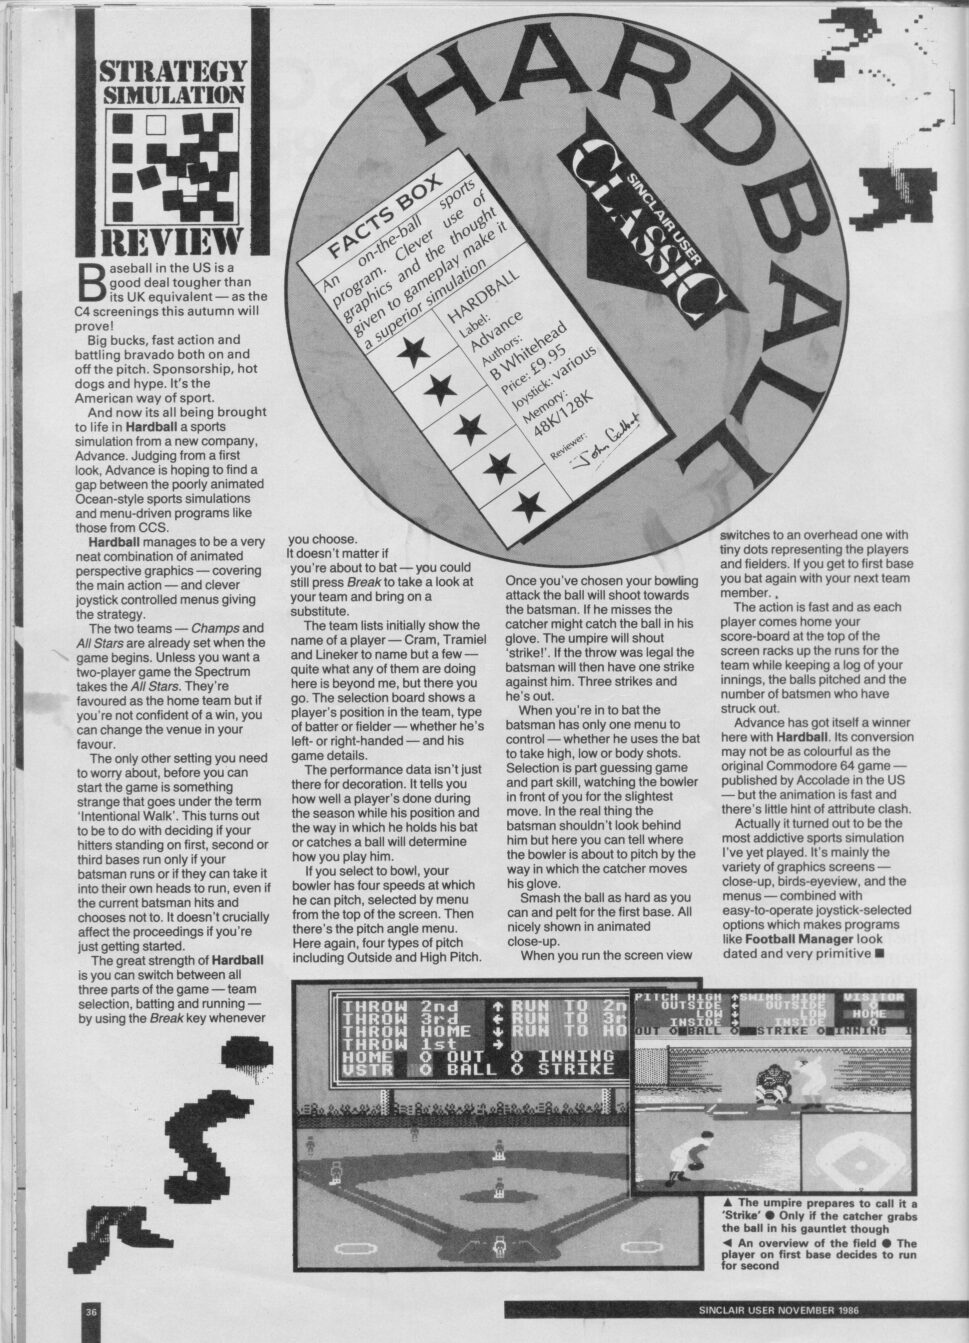 STRATEGY
SIMULATION
REVIEW
HARDBALL
SINCLAIR USER
CLASSIC
FACTS BOX
An on-the-ball sports
program. Clever use of
graphics and the thought
given to gameplay make it
a superior simulation
HARDBALL
Label:
Advance
Authors:
B Whitehead
Price: £9.95
Joystick: various
Memory:
48K/128K
Reviewer:
John Gilbert
Baseball in the US is a
good deal tougher than
its UK equivalent — as the
C4 screenings this autumn will
prove!
Big bucks, fast action and
battling bravado both on and
off the pitch. Sponsorship, hot
dogs and hype. It's the
American way of sport.
And now its all being brought
to life in Hardball a sports
simulation from a new company,
Advance. Judging from a first
look, Advance is hoping to find a
gap between the poorly animated
Ocean-style sports simulations
and menu-driven programs like
those from CCS.
Hardball manages to be a very
neat combination of animated
perspective graphics — covering
the main action — and clever
joystick controlled menus giving
the strategy.
The two teams — Champs and
All Stars are already set when the
game begins. Unless you want a
two-player game the Spectrum
takes the All Stars. They're
favoured as the home team but if
you're not confident of a win, you
can change the venue in your
favour.
The only other setting you need
to worry about, before you can
start the game is something
strange that goes under the term
'Intentional Walk'. This turns out
to be to do with deciding if your
hitters standing on first, second or
third bases run only if your
batsman runs or if they can take it
into their own heads to run, even if
the current batsman hits and
chooses not to. It doesn't crucially
affect the proceedings if you're
just getting started.
The great strength of Hardball
is you can switch between all
three parts of the game — team
selection, batting and running —
by using the Break key whenever
you choose.
It doesn't matter if
you're about to bat — you could
still press Break to take a look at
your team and bring on a
substitute.
The team lists initially show the
name of a player — Cram, Tramiel
and Lineker to name but a few —
quite what any of them are doing
here is beyond me, but there you
go. The selection board shows a
player's position in the team, type
of batter or fielder — whether he's
left- or right-handed — and his
game details.
The performance data isn't just
there for decoration. It tells you
how well a player's done during
the season while his position and
the way in which he holds his bat
or catches a ball will determine
how you play him.
If you select to bowl, your
bowler has four speeds at which
he can pitch, selected by menu
from the top of the screen. Then
there's the pitch angle menu.
Here again, four types of pitch
including Outside and High Pitch.
Once you've chosen your bowling
attack the ball will shoot towards
the batsman. If he misses the
catcher might catch the ball in his
glove. The umpire will shout
'strike!'. If the throw was legal the
batsman will then have one strike
against him. Three strikes and
he's out.
When you're in to bat the
batsman has only one menu to
control — whether he uses the bat
to take high, low or body shots.
Selection is part guessing game
and part skill, watching the bowler
in front of you for the slightest
move. In the real thing the
batsman shouldn't look behind
him but here you can tell where
the bowler is about to pitch by the
way in which the catcher moves
his glove.
Smash the ball as hard as you
can and pelt for the first base. All
nicely shown in animated
close-up.
When you run the screen view
switches to an overhead one with
tiny dots representing the players
and fielders. If you get to first base
you bat again with your next team
member.
The action is fast and as each
player comes home your
score-board at the top of the
screen racks up the runs for the
team while keeping a log of your
innings, the balls pitched and the
number of batsmen who have
struck out.
Advance has got itself a winner
here with Hardball. Its conversion
may not be as colourful as the
original Commodore 64 game —
published by Accolade in the US
— but the animation is fast and
there's little hint of attribute clash.
Actually it turned out to be the
most addictive sports simulation
I've yet played. It's mainly the
variety of graphics screens —
close-up, birds-eyeview, and the
menus — combined with
easy-to-operate joystick-selected
options which makes programs
like Football Manager look
dated and very primitive ■
THROW 2nd ↑ RUN TO 2n
THROW 3rd ← RUN TO 3r
THROW HOME ↓ RUN TO HO
THROW 1st →
HOME 0 OUT 0 INNING
VSTR 0 BALL 0 STRIKE
PITCH HIGH ↑ SWING HIGH VISITOR
OUTSIDE ← OUTSIDE 0
LOW ↓ LOW HOME
INSIDE → INSIDE 0
OUT 0 BALL 0 STRIKE 0 INNING 1
▲ The umpire prepares to call it a
'Strike' ● Only if the catcher grabs
the ball in his gauntlet though
◄ An overview of the field ● The
player on first base decides to run
for second
36
SINCLAIR USER NOVEMBER 1986